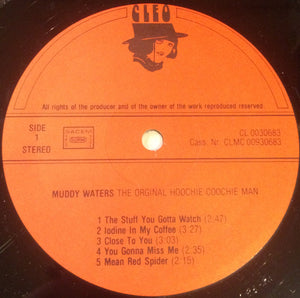 CLEO
All rights of the producer and of the owner of the work reproduced reserved.
SIDE
1
STEREO
SACEM
CL 0030683
Cass. Nr. CLMC 00930683
MUDDY WATERS THE ORGINAL HOOCHIE COOCHIE MAN
1 The Stuff You Gotta Watch (2:47)
2 Iodine In My Coffee (3:27)
3 Close To You (3:03)
4 You Gonna Miss Me (2:35)
5 Mean Red Spider (2:15)